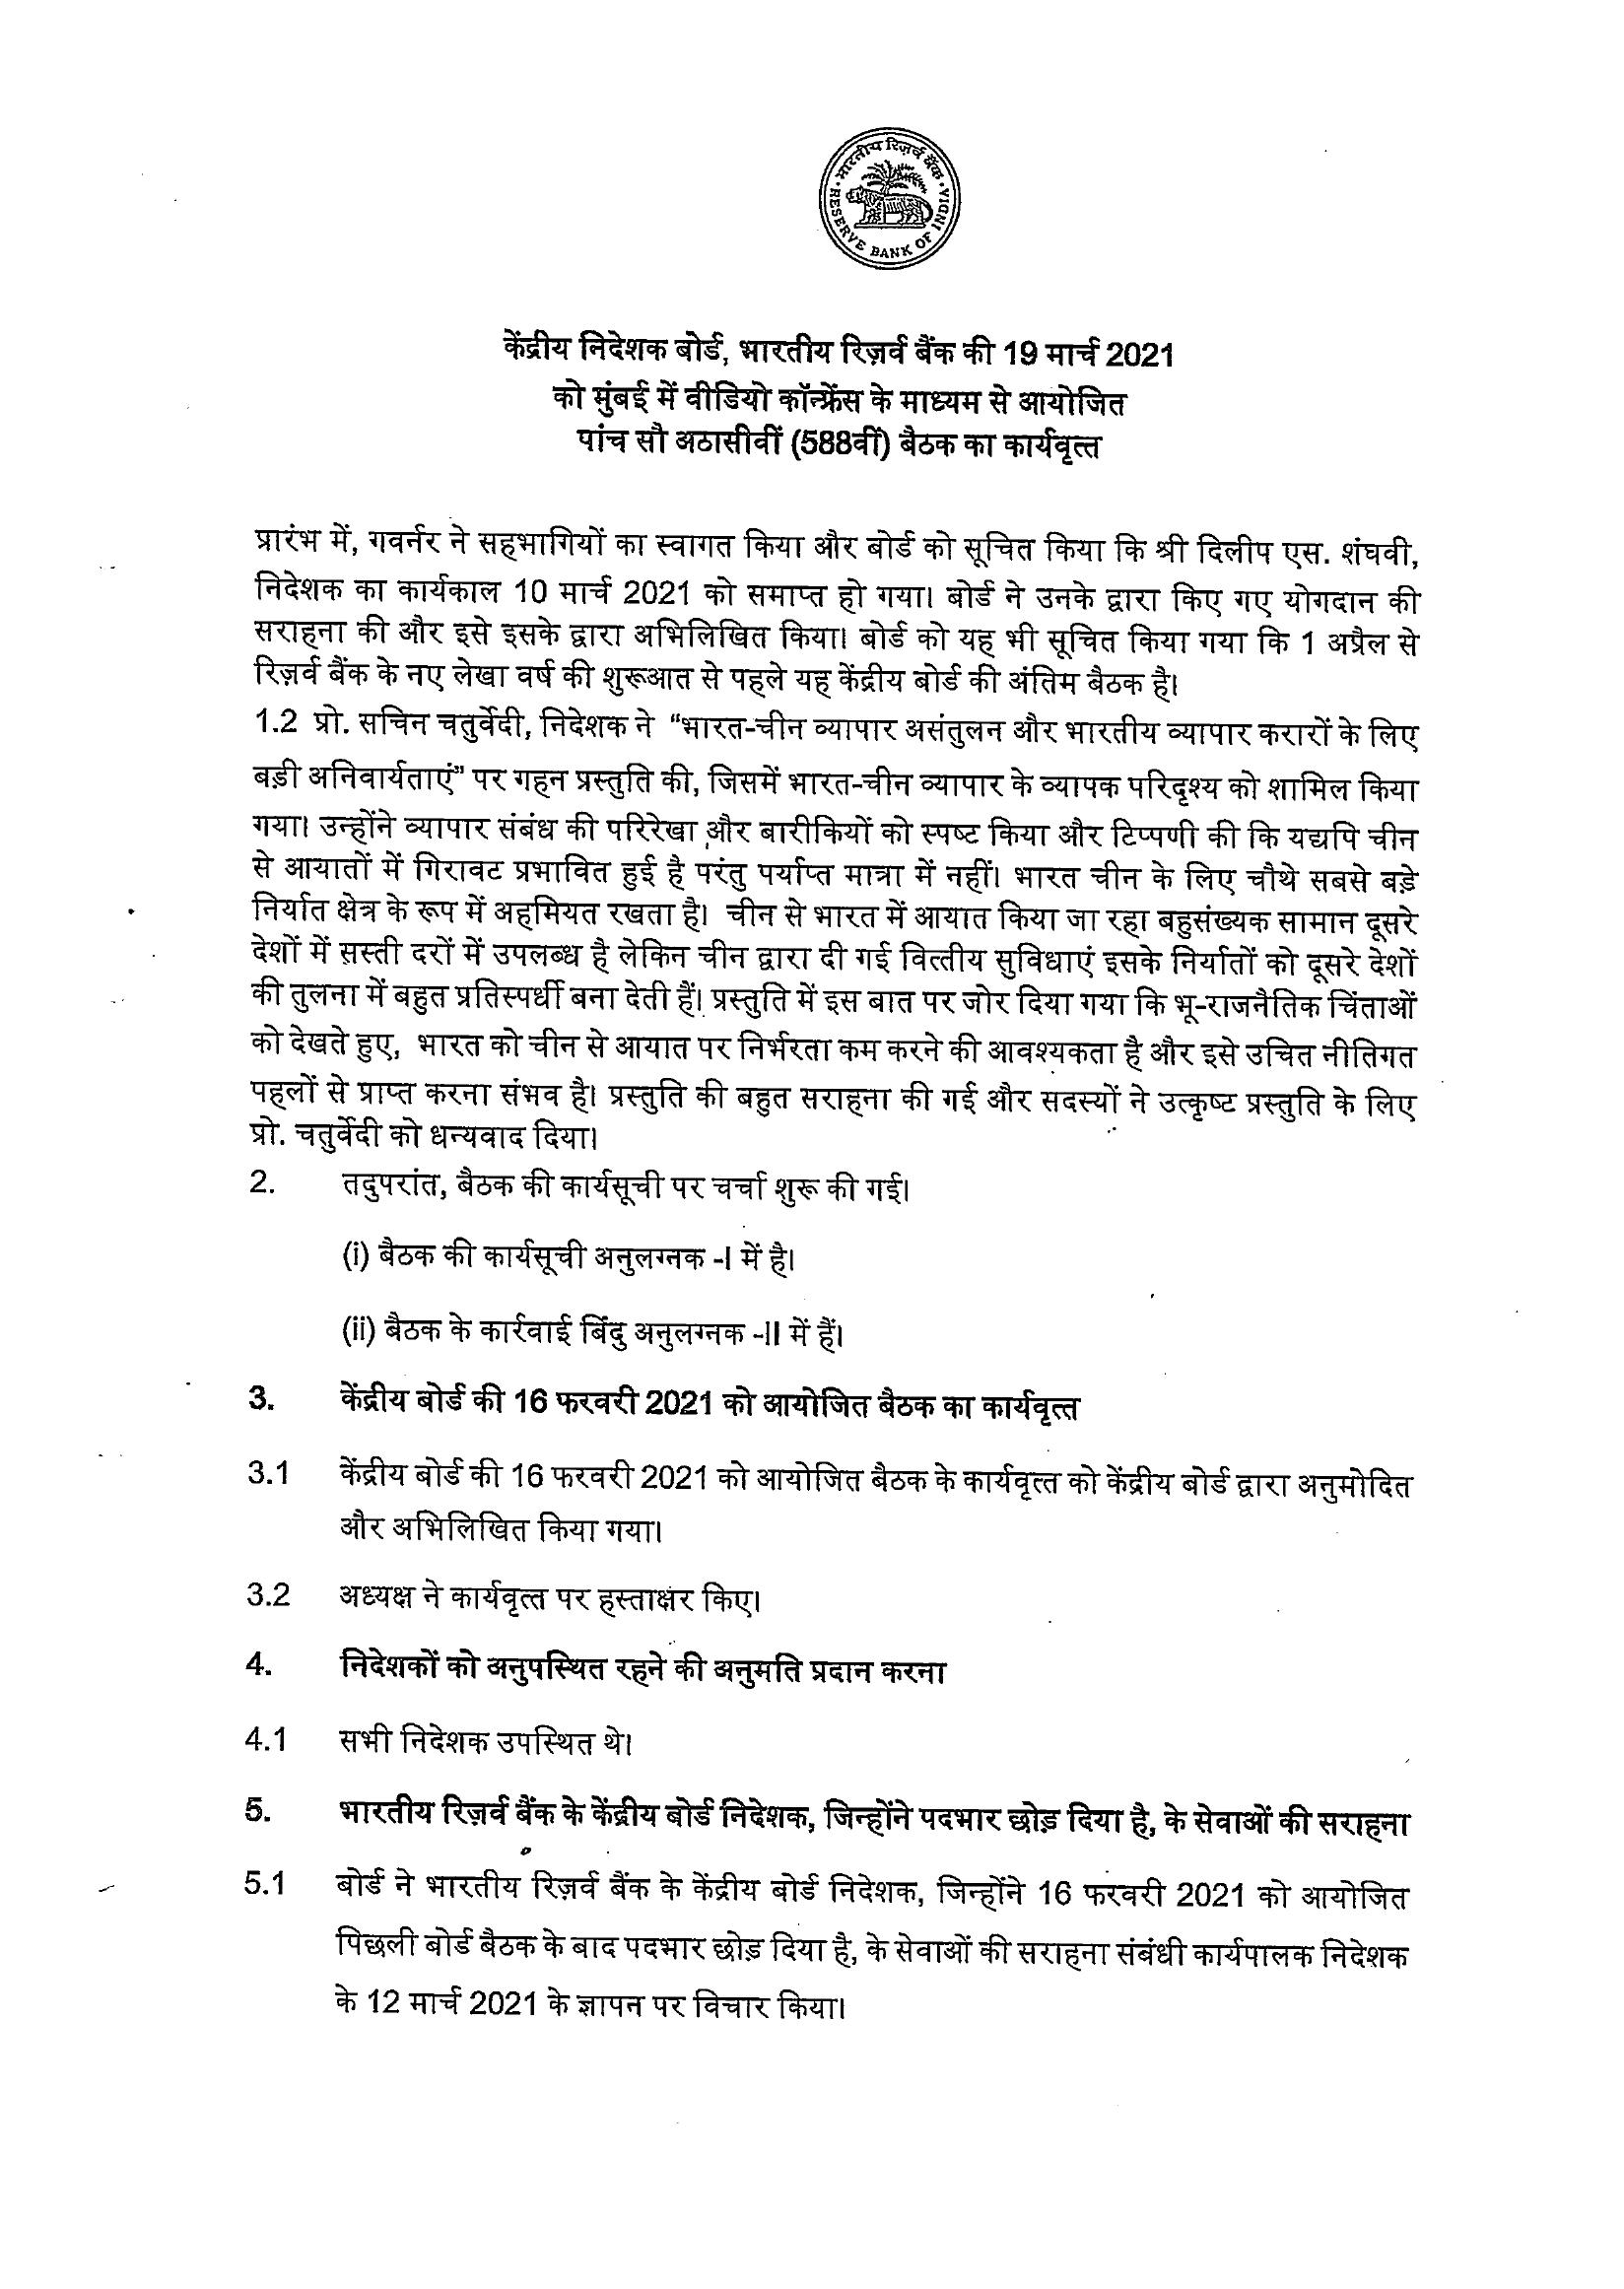 भारतीय रिज़र्व बैंक
RESERVE BANK OF INDIA
केंद्रीय निदेशक बोर्ड, भारतीय रिज़र्व बैंक की 19 मार्च 2021
को मुंबई में वीडियो कॉन्फ्रेंस के माध्यम से आयोजित
पांच सौ अठासीवीं (588वीं) बैठक का कार्यवृत्त
प्रारंभ में, गवर्नर ने सहभागियों का स्वागत किया और बोर्ड को सूचित किया कि श्री दिलीप एस. शंघवी,
निदेशक का कार्यकाल 10 मार्च 2021 को समाप्त हो गया। बोर्ड ने उनके द्वारा किए गए योगदान की
सराहना की और इसे इसके द्वारा अभिलिखित किया। बोर्ड को यह भी सूचित किया गया कि 1 अप्रैल से
रिज़र्व बैंक के नए लेखा वर्ष की शुरूआत से पहले यह केंद्रीय बोर्ड की अंतिम बैठक है।
1.2 प्रो. सचिन चतुर्वेदी, निदेशक ने “भारत-चीन व्यापार असंतुलन और भारतीय व्यापार करारों के लिए
बड़ी अनिवार्यताएं” पर गहन प्रस्तुति की, जिसमें भारत-चीन व्यापार के व्यापक परिदृश्य को शामिल किया
गया। उन्होंने व्यापार संबंध की परिरेखा और बारीकियों को स्पष्ट किया और टिप्पणी की कि यद्यपि चीन
से आयातों में गिरावट प्रभावित हुई है परंतु पर्याप्त मात्रा में नहीं। भारत चीन के लिए चौथे सबसे बड़े
निर्यात क्षेत्र के रूप में अहमियत रखता है। चीन से भारत में आयात किया जा रहा बहुसंख्यक सामान दूसरे
देशों में सस्ती दरों में उपलब्ध है लेकिन चीन द्वारा दी गई वित्तीय सुविधाएं इसके निर्यातों को दूसरे देशों
की तुलना में बहुत प्रतिस्पर्धी बना देती हैं। प्रस्तुति में इस बात पर जोर दिया गया कि भू-राजनैतिक चिंताओं
को देखते हुए, भारत को चीन से आयात पर निर्भरता कम करने की आवश्यकता है और इसे उचित नीतिगत
पहलों से प्राप्त करना संभव है। प्रस्तुति की बहुत सराहना की गई और सदस्यों ने उत्कृष्ट प्रस्तुति के लिए
प्रो. चतुर्वेदी को धन्यवाद दिया।
2. तदुपरांत, बैठक की कार्यसूची पर चर्चा शुरू की गई।
(i) बैठक की कार्यसूची अनुलग्नक -I में है।
(ii) बैठक के कार्रवाई बिंदु अनुलग्नक -II में हैं।
3. केंद्रीय बोर्ड की 16 फरवरी 2021 को आयोजित बैठक का कार्यवृत्त
3.1 केंद्रीय बोर्ड की 16 फरवरी 2021 को आयोजित बैठक के कार्यवृत्त को केंद्रीय बोर्ड द्वारा अनुमोदित
और अभिलिखित किया गया।
3.2 अध्यक्ष ने कार्यवृत्त पर हस्ताक्षर किए।
4. निदेशकों को अनुपस्थित रहने की अनुमति प्रदान करना
4.1 सभी निदेशक उपस्थित थे।
5. भारतीय रिज़र्व बैंक के केंद्रीय बोर्ड निदेशक, जिन्होंने पदभार छोड़ दिया है, के सेवाओं की सराहना
5.1 बोर्ड ने भारतीय रिज़र्व बैंक के केंद्रीय बोर्ड निदेशक, जिन्होंने 16 फरवरी 2021 को आयोजित
पिछली बोर्ड बैठक के बाद पदभार छोड़ दिया है, के सेवाओं की सराहना संबंधी कार्यपालक निदेशक
के 12 मार्च 2021 के ज्ञापन पर विचार किया।